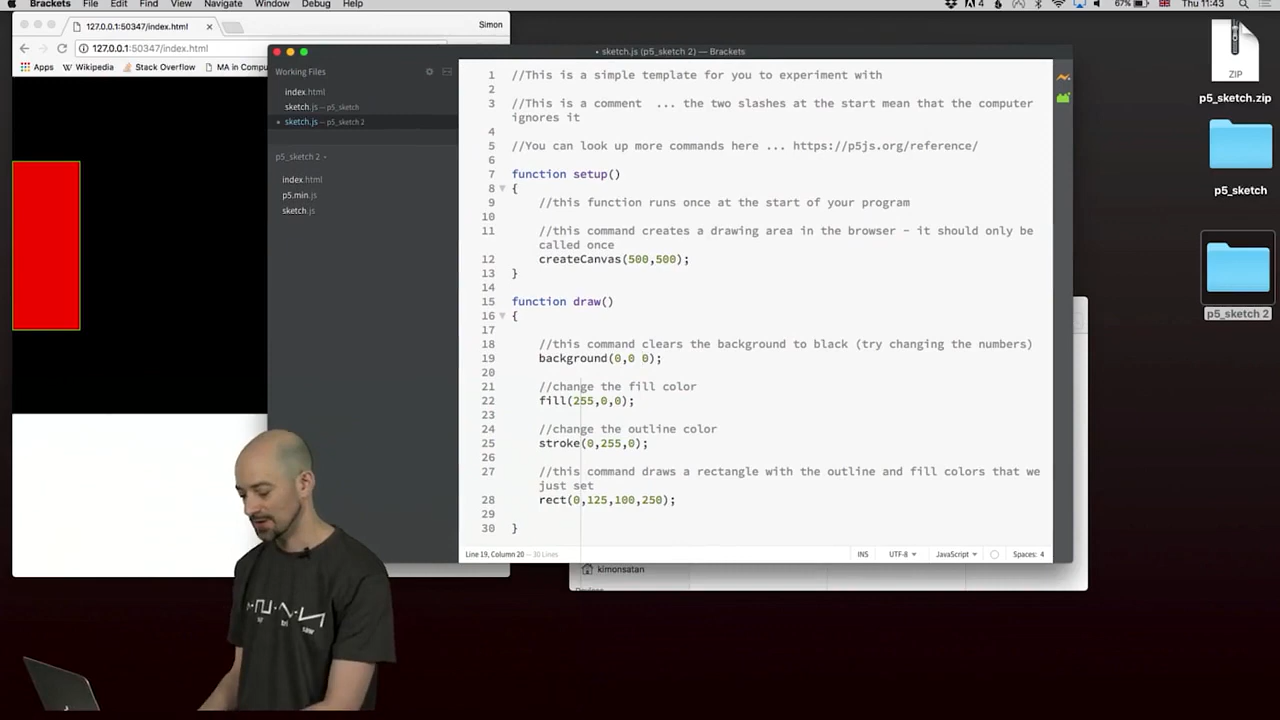 Brackets File Edit View Navigate Window Debug Help
4 67% Thu 11:43
127.0.0.1:50347/index.html
Simon
127.0.0.1:50347/index.html
Apps Wikipedia Stack Overflow MA in Compu
• sketch.js (p5_sketch 2) — Brackets
Working Files
index.html
sketch.js — p5_sketch
• sketch.js — p5_sketch 2
p5_sketch 2
index.html
p5.min.js
sketch.js
1 //This is a simple template for you to experiment with
2
3 //This is a comment ... the two slashes at the start mean that the computer
ignores it
4
5 //You can look up more commands here ... https://p5js.org/reference/
6
7 function setup()
8 {
9 //this function runs once at the start of your program
10
11 //this command creates a drawing area in the browser - it should only be
called once
12 createCanvas(500,500);
13 }
14
15 function draw()
16 {
17
18 //this command clears the background to black (try changing the numbers)
19 background(0,0 0);
20
21 //change the fill color
22 fill(255,0,0);
23
24 //change the outline color
25 stroke(0,255,0);
26
27 //this command draws a rectangle with the outline and fill colors that we
just set
28 rect(0,125,100,250);
29
30 }
Line 19, Column 20 — 30 Lines
INS UTF-8 JavaScript Spaces: 4
kimonsatan
ZIP
p5_sketch.zip
p5_sketch
p5_sketch 2
tri
saw